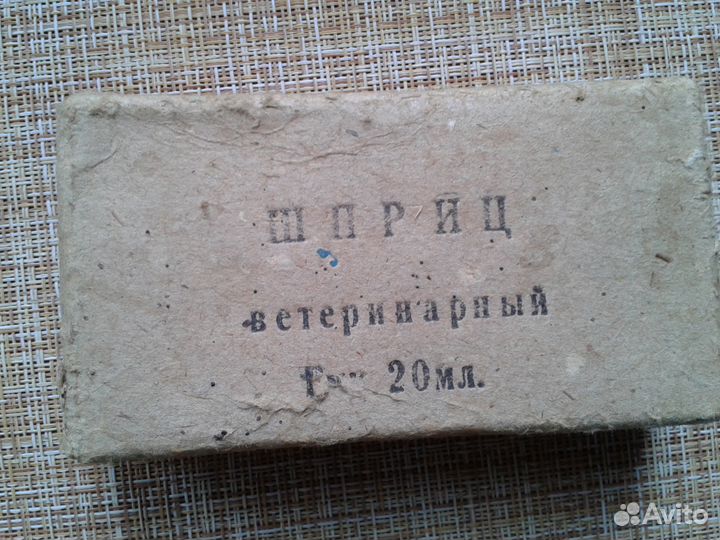 ШПРИЦ
ветеринарный
20мл.
Avito